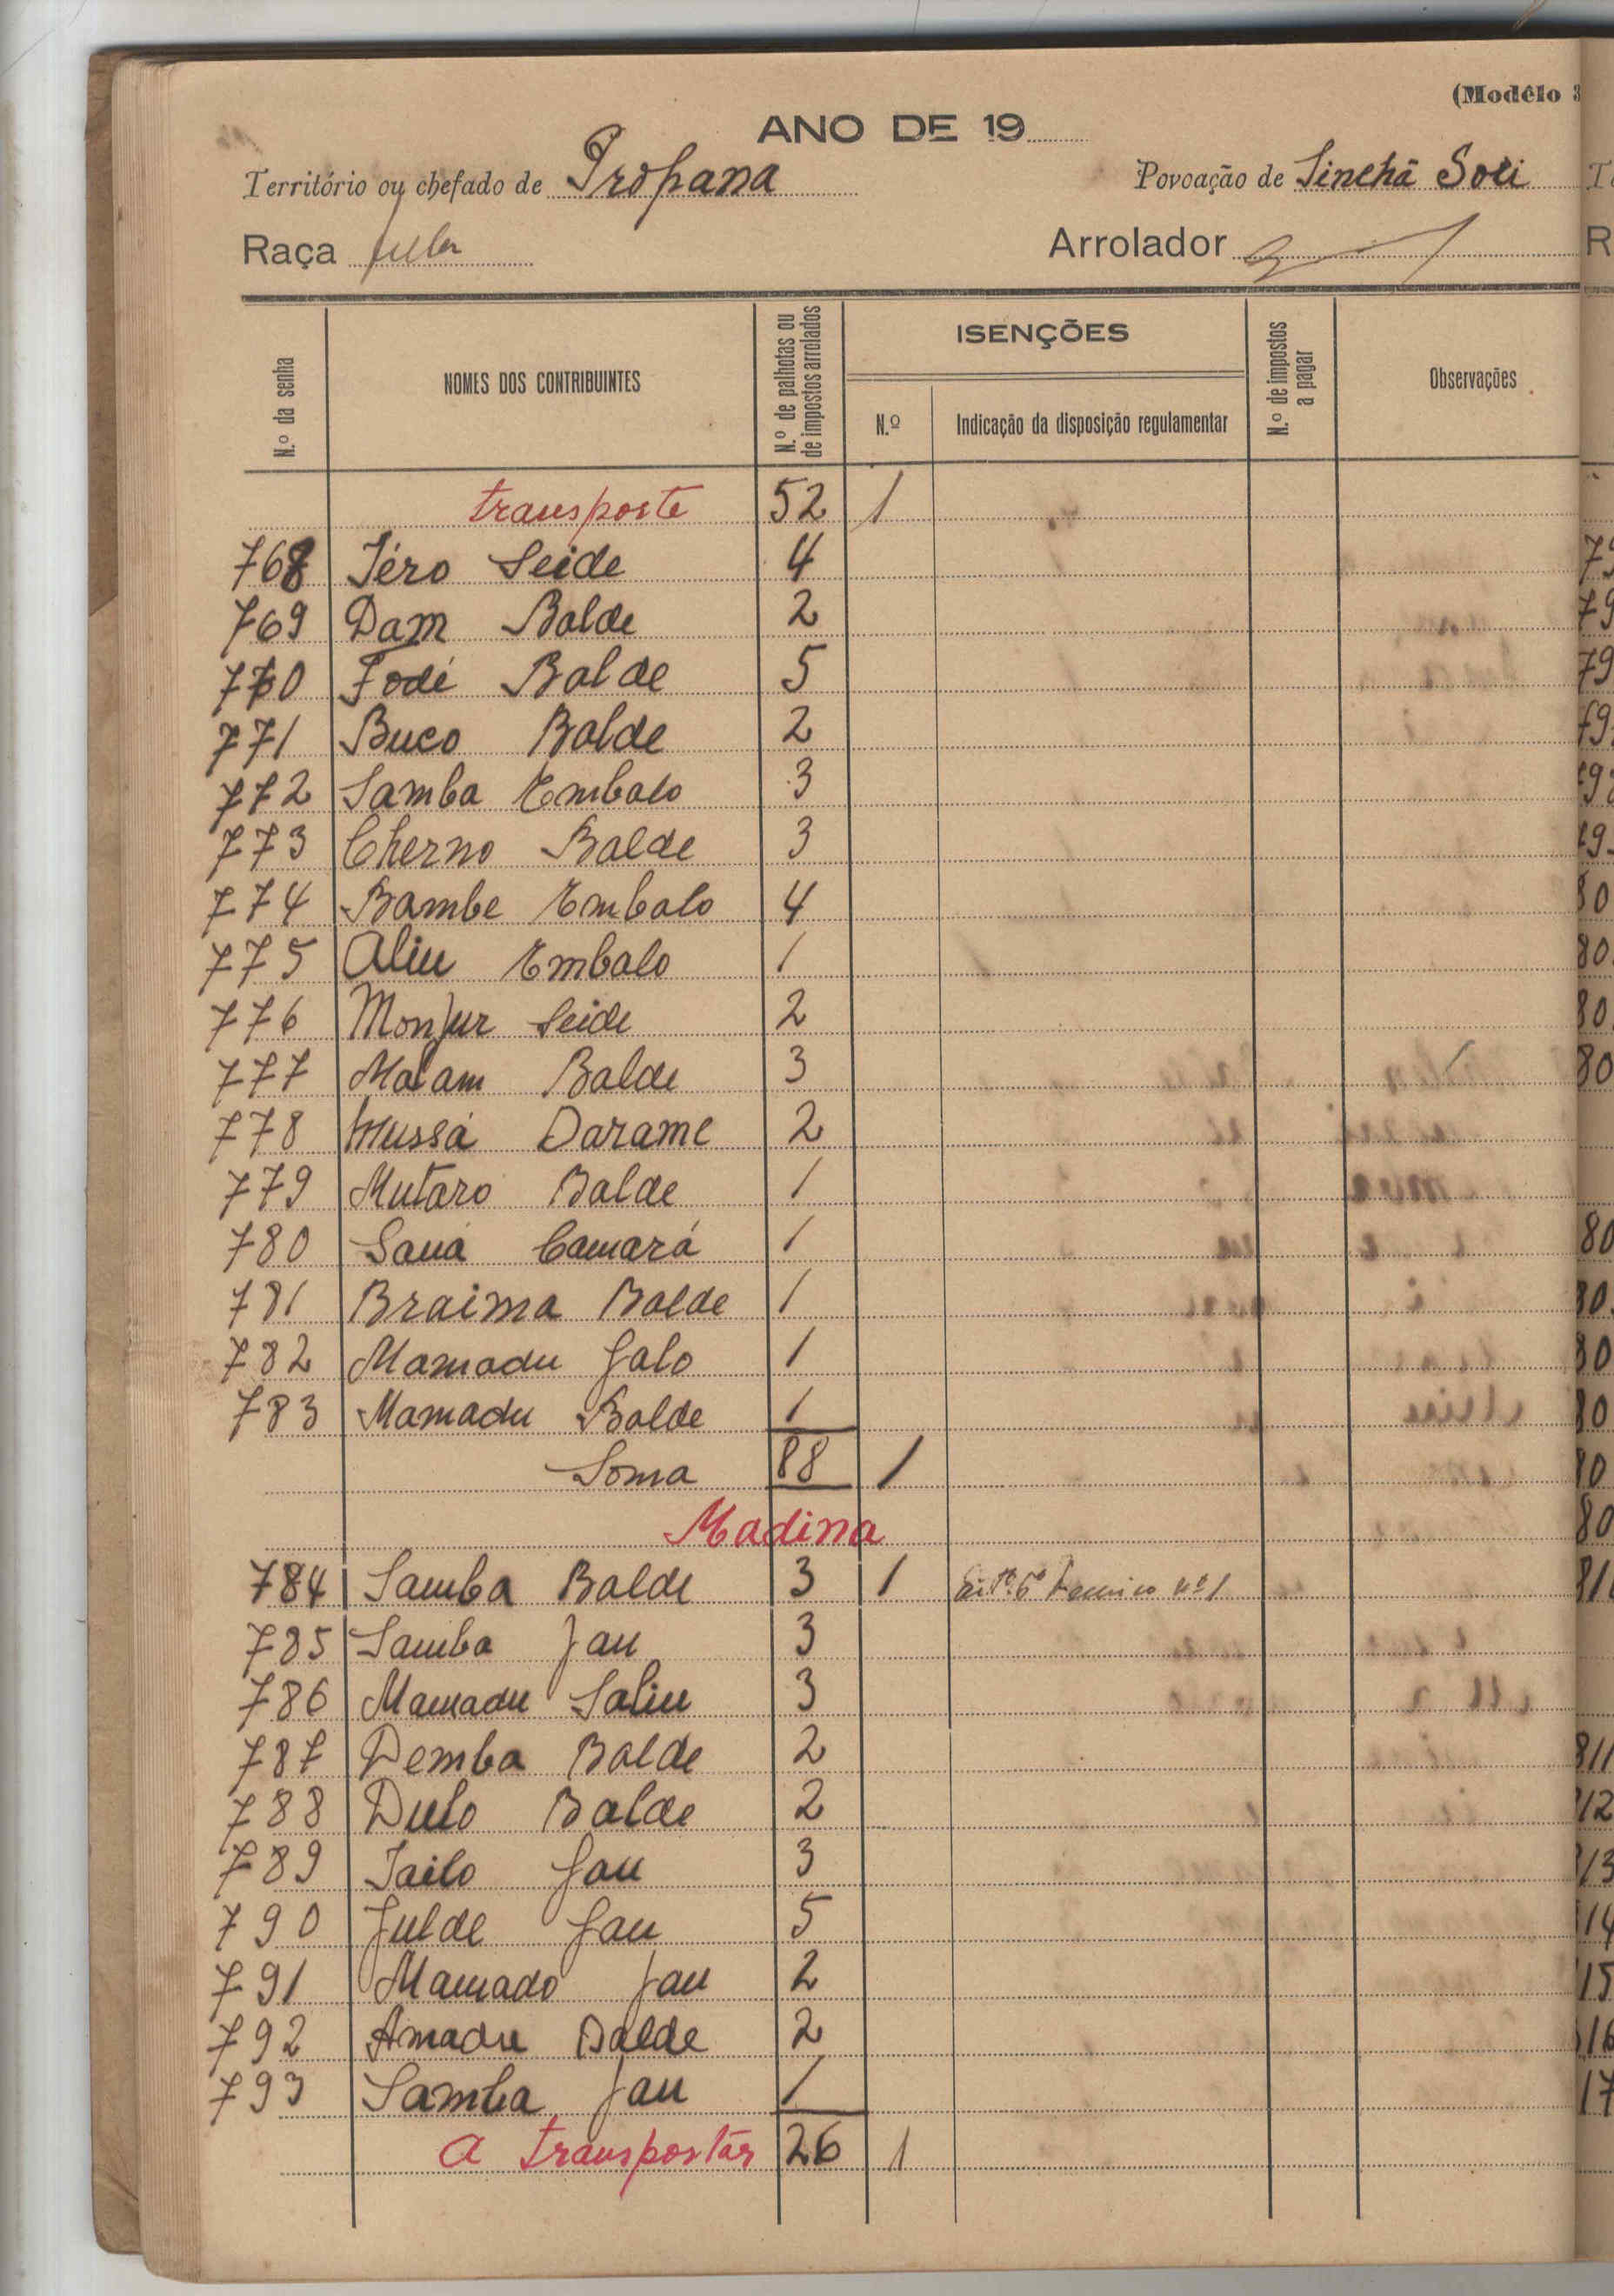 (Modêlo 3
ANO DE 19
Território ou chefado de Propana Povoação de Sinchã Soli
Raça fula Arrolador
N.º da senha NOMES DOS CONTRIBUINTES N.º de palhotas ou de impostos arrolados ISENÇÕES N.º de impostos a pagar Observações
N.º Indicação da disposição regulamentar
transporte 52 1
768 Iéro Seide 4
769 Dam Balde 2
770 Fodé Balde 5
771 Buco Balde 2
772 Samba Embalo 3
773 Cherno Balde 3
774 Bambe Embalo 4
775 Aliu Embalo 1
776 Monjur Seide 2
777 Malam Balde 3
778 Mussá Darame 2
779 Mutaro Balde 1
780 Saná Camará 1
781 Braima Balde 1
782 Mamadu Jalo 1
783 Mamadu Balde 1
Soma 88 1
Madina
784 Samba Balde 3 1 nº 1
785 Samba Jau 3
786 Mamadu Saliu 3
787 Demba Balde 2
788 Dulo Balde 2
789 Jailo Jau 3
790 Julde Jau 5
791 Mamado Jau 2
792 Amadu Balde 2
793 Samba Jau 1
A transportar 26 1